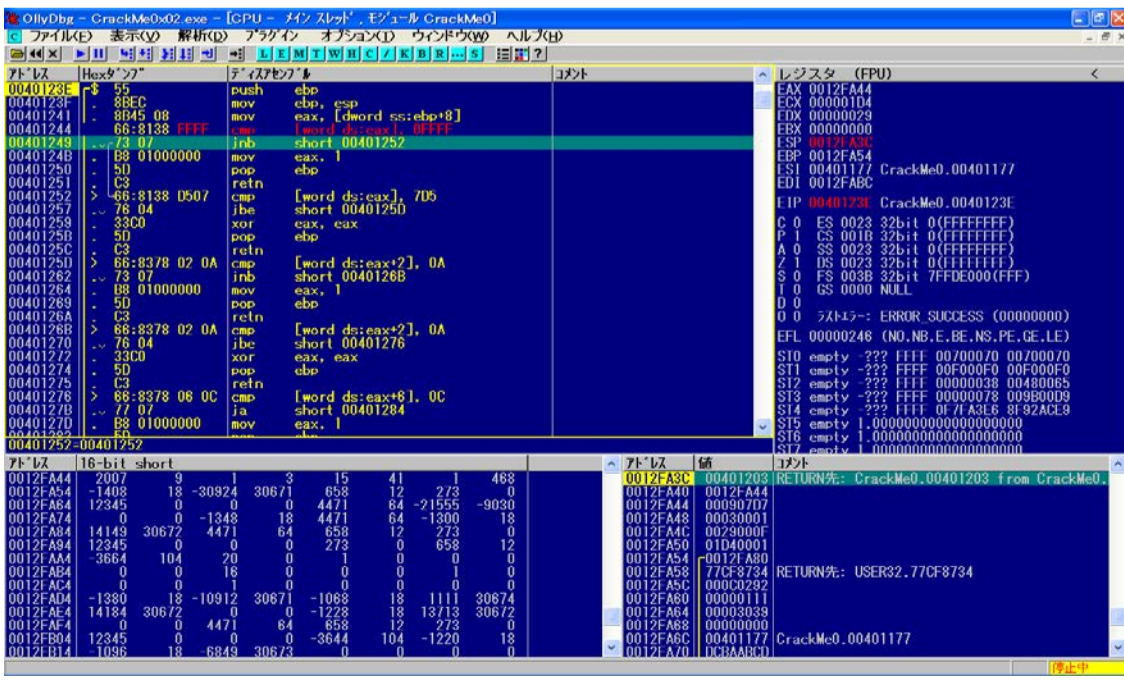 OllyDbg - CrackMe0x02.exe - [CPU - メイン スレッド, モジュール CrackMe0]
C ファイル(F) 表示(V) 解析(D) プラグイン オプション(T) ウィンドウ(W) ヘルプ(H)
L E M T W H C / K B R ... S ?
アドレス Hexダンプ ディスアセンブル コメント
0040123E $ 55 push ebp
0040123F . 8BEC mov ebp, esp
00401241 . 8B45 08 mov eax, [dword ss:ebp+8]
00401244 66:8138 FFFF cmp [word ds:eax], 0FFFF
00401249 . 73 07 jnb short 00401252
0040124B . B8 01000000 mov eax, 1
00401250 . 5D pop ebp
00401251 . C3 retn
00401252 > 66:8138 D507 cmp [word ds:eax], 7D5
00401257 . 76 04 jbe short 0040125D
00401259 . 33C0 xor eax, eax
0040125B . 5D pop ebp
0040125C . C3 retn
0040125D > 66:8378 02 0A cmp [word ds:eax+2], 0A
00401262 . 73 07 jnb short 0040126B
00401264 . B8 01000000 mov eax, 1
00401269 . 5D pop ebp
0040126A . C3 retn
0040126B > 66:8378 02 0A cmp [word ds:eax+2], 0A
00401270 . 76 04 jbe short 00401276
00401272 . 33C0 xor eax, eax
00401274 . 5D pop ebp
00401275 . C3 retn
00401276 > 66:8378 06 0C cmp [word ds:eax+6], 0C
0040127B . 77 07 ja short 00401284
0040127D . B8 01000000 mov eax, 1
00401252=00401252
レジスタ (FPU) <
EAX 0012FA44
ECX 000001D4
EDX 00000029
EBX 00000000
ESP 0012FA3C
EBP 0012FA54
ESI 00401177 CrackMe0.00401177
EDI 0012FABC
EIP 0040123E CrackMe0.0040123E
C 0 ES 0023 32bit 0(FFFFFFFF)
P 1 CS 001B 32bit 0(FFFFFFFF)
A 0 SS 0023 32bit 0(FFFFFFFF)
Z 1 DS 0023 32bit 0(FFFFFFFF)
S 0 FS 003B 32bit 7FFDE000(FFF)
T 0 GS 0000 NULL
D 0
O 0 ラストエラー: ERROR_SUCCESS (00000000)
EFL 00000246 (NO,NB,E,BE,NS,PE,GE,LE)
ST0 empty -??? FFFF 00700070 00700070
ST1 empty -??? FFFF 00F000F0 00F000F0
ST2 empty -??? FFFF 00000038 00480065
ST3 empty -??? FFFF 00000078 009B00D9
ST4 empty -??? FFFF 0F7FA3E6 8F92ACE9
ST5 empty 1.0000000000000000000
ST6 empty 1.0000000000000000000
ST7 empty 1.0000000000000000000
アドレス 16-bit short
0012FA44 2007 9 1 3 15 41 1 468
0012FA54 -1408 18 -30924 30671 658 12 273 0
0012FA64 12345 0 0 0 4471 64 -21555 -9030
0012FA74 0 0 -1348 18 4471 64 -1300 18
0012FA84 14149 30672 4471 64 658 12 273 0
0012FA94 12345 0 0 0 273 0 658 12
0012FAA4 -3664 104 20 0 1 0 0 0
0012FAB4 0 0 16 0 0 0 1 0
0012FAC4 0 0 0 0 0 0 0 0
0012FAD4 -1380 18 -10912 30671 -1068 18 1111 30674
0012FAE4 14184 30672 0 0 -1228 18 13713 30672
0012FAF4 0 0 4471 64 658 12 273 0
0012FB04 12345 0 0 0 -3644 104 -1220 18
0012FB14 -1096 18 -6849 30673 0 0 0 0
アドレス 値 コメント
0012FA3C 00401203 RETURN先: CrackMe0.00401203 from CrackMe0.
0012FA40 0012FA44
0012FA44 000907D7
0012FA48 00030001
0012FA4C 0029000F
0012FA50 01D40001
0012FA54 0012FA80
0012FA58 77CF8734 RETURN先: USER32.77CF8734
0012FA5C 000C0292
0012FA60 00000111
0012FA64 00003039
0012FA68 00000000
0012FA6C 00401177 CrackMe0.00401177
0012FA70 DCBAABCD
停止中